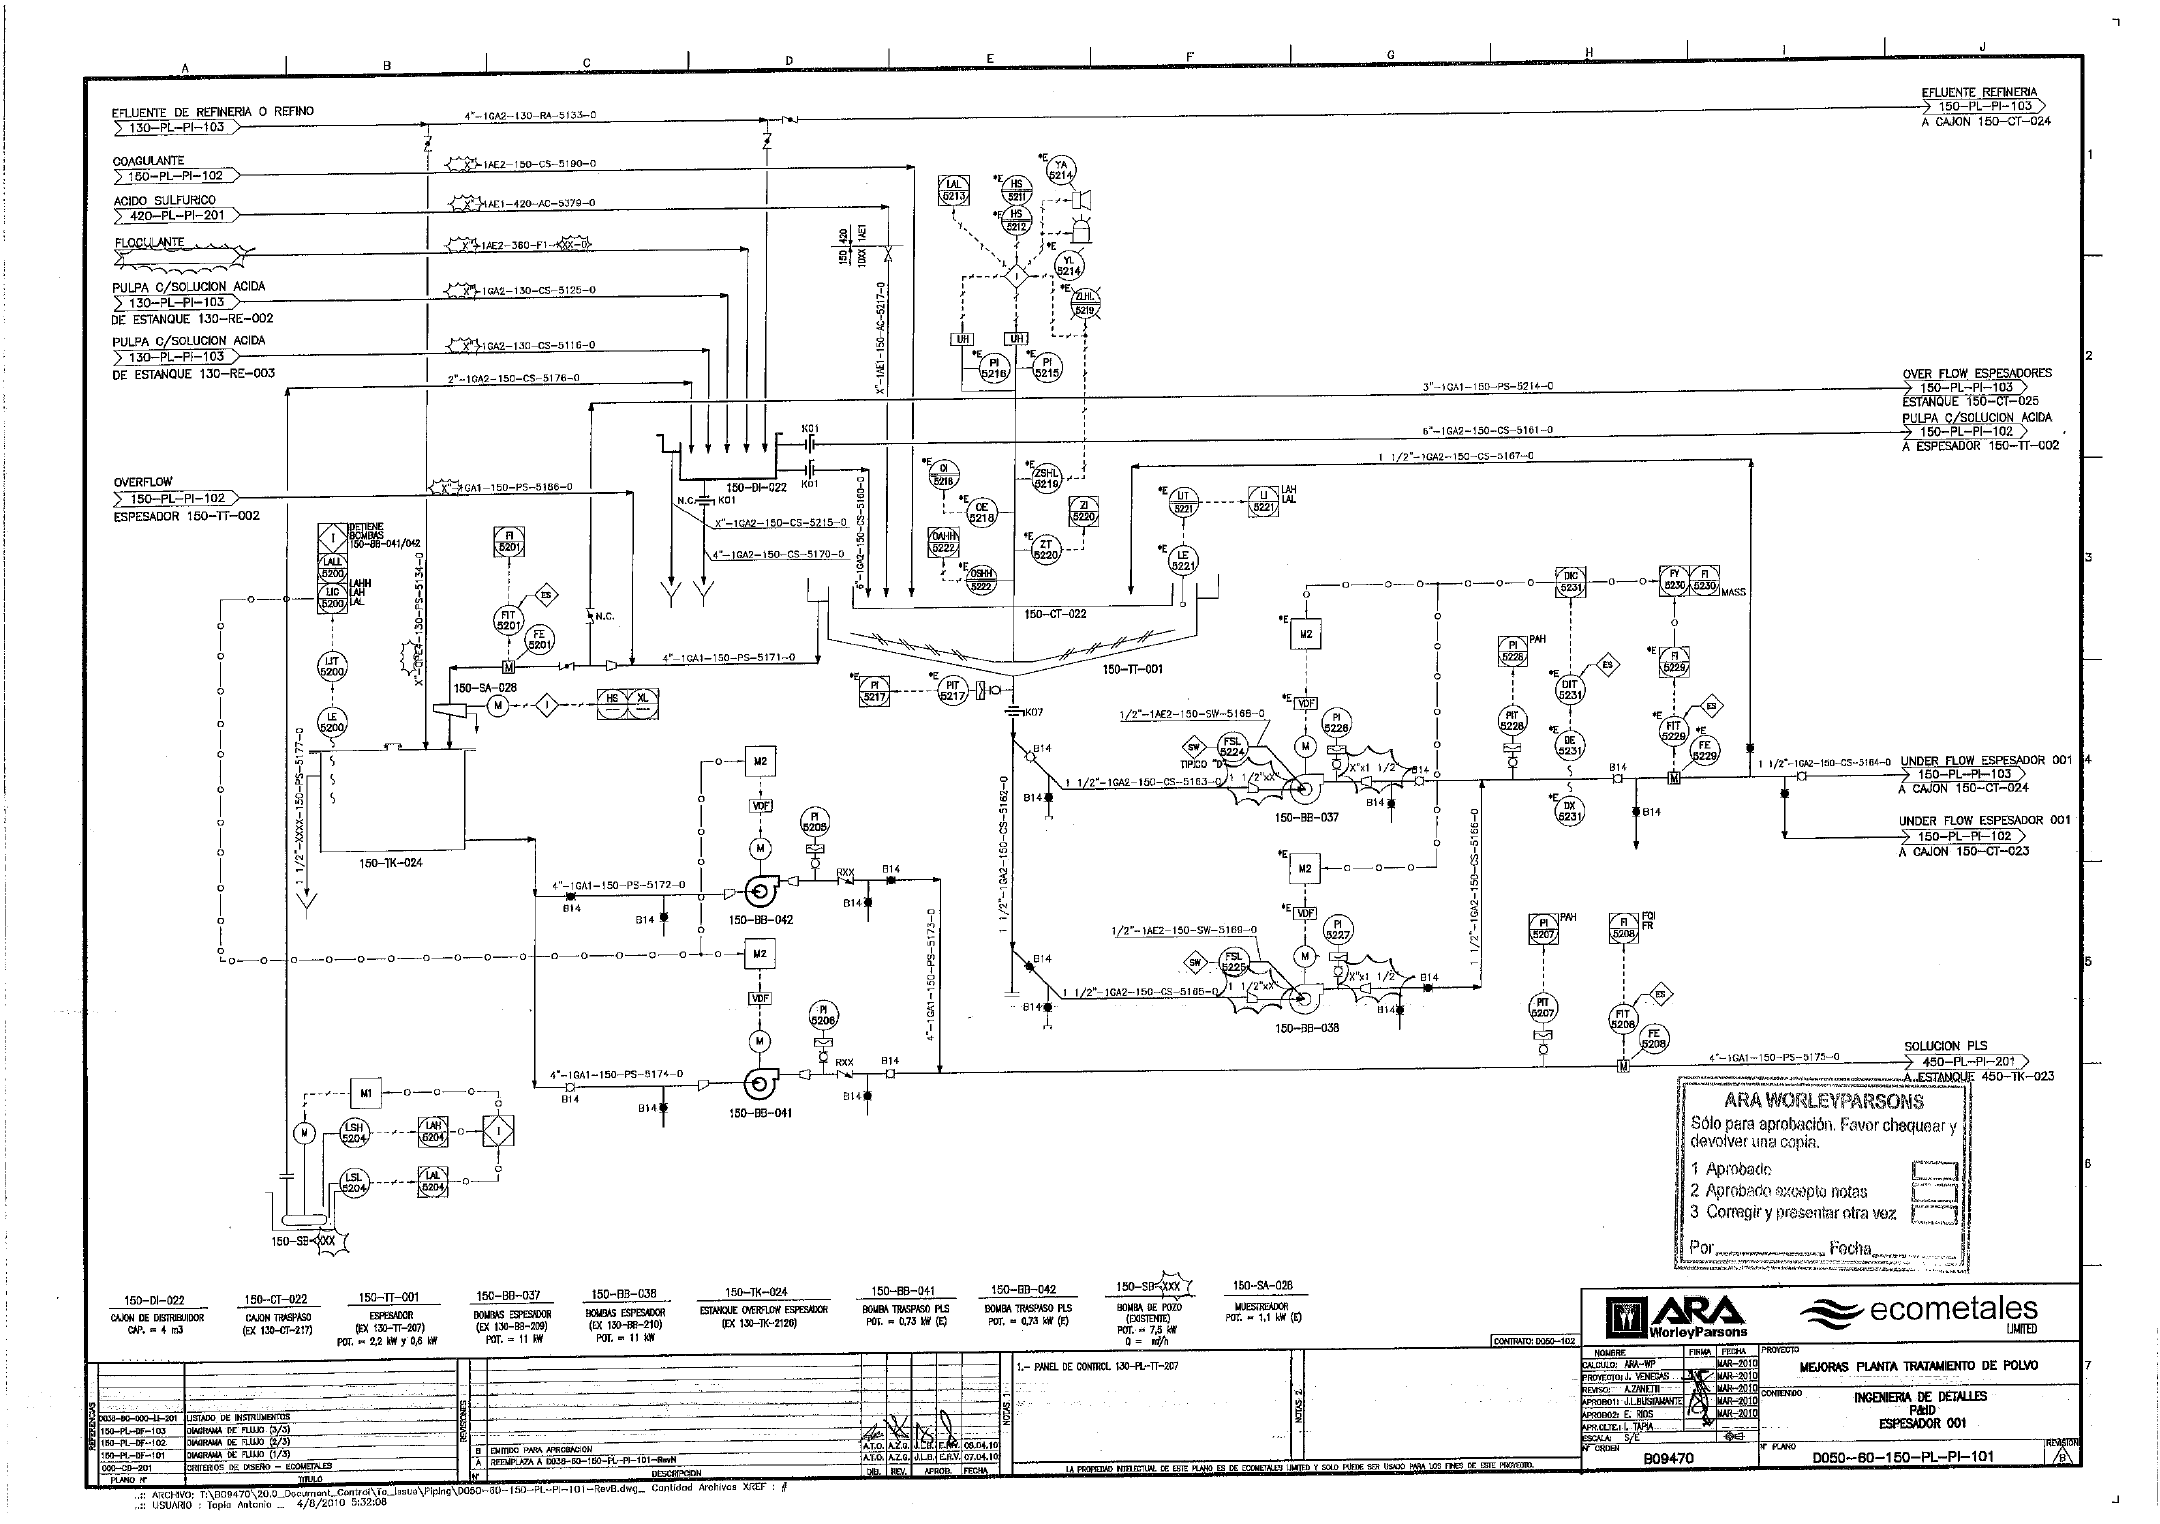 A B C D E F G H I J
EFLUENTE DE REFINERIA O REFINO
130-PL-PI-103
4"-1GA2-130-RA-5133-0
EFLUENTE REFINERIA
150-PL-PI-103
A CAJON 150-CT-024
COAGULANTE
150-PL-PI-102
"X"-1AE2-150-CS-5190-0
ACIDO SULFURICO
420-PL-PI-201
"X"-1AE1-420-AC-5379-0
FLOCULANTE
"X"-1AE2-360-F1-XXX-0
PULPA C/SOLUCION ACIDA
130-PL-PI-103
DE ESTANQUE 130-RE-002
"X"-1GA2-130-CS-5125-0
PULPA C/SOLUCION ACIDA
130-PL-PI-103
DE ESTANQUE 130-RE-003
"X"-1GA2-130-CS-5116-0
2"-1GA2-150-CS-5176-0
OVERFLOW
150-PL-PI-102
ESPESADOR 150-TT-002
"X"-GA1-150-PS-5186-0
150 420
10XX 1AE1
X"-1AE1-150-AC-5217-0
LAL 5213
*E HS 5211
*E HS 5212
*E YA 5214
*E YL 5214
*E ZLHL 5219
I
UH
UH
*E PI 5216
*E PI 5215
3"-1GA1-150-PS-5214-0
OVER FLOW ESPESADORES
150-PL-PI-103
ESTANQUE 150-CT-025
6"-1GA2-150-CS-5161-0
PULPA C/SOLUCION ACIDA
150-PL-PI-102
A ESPESADOR 150-TT-002
1 1/2"-1GA2-150-CS-5167-0
K01
K01
150-DI-022
N.C. K01
X"-1GA2-150-CS-5215-0
4"-1GA2-150-CS-5170-0
6"-1GA2-150-CS-5160-0
*E OI 5218
*E OE 5218
*E OAHH 5222
*E OSHH 5222
*E ZSHL 5219
ZI 5220
*E ZT 5220
*E LIT 5221
LI 5221
LAH
LAL
*E LE 5221
150-CT-022
150-TT-001
I
DETIENE
BOMBAS
150-BB-041/042
LALL 5200
LIC 5200
LAHH
LAH
LAL
LIT 5200
LE 5200
FI 5201
FIT 5201
ES
FE 5201
M
N.C.
4"-1GA1-150-PS-5171-0
150-SA-028
M
I
HS
XL
1 1/2"-XXXX-150-PS-5177-0
150-TK-024
*E PI 5217
*E PIT 5217
K07
B14
1 1/2"-1GA2-150-CS-5162-0
1/2"-1AE2-150-SW-5168-0
SW
TIPICO "D"
FSL 5224
1 1/2"-1GA2-150-CS-5163-0
1 1/2"xX"
B14
*E M2
*E VDF
M
PI 5226
"X"x1 1/2"
B14
B14
150-BB-037
DIC 5231
FY 5230
FI 5230
MASS
PI 5228
PAH
PIT 5228
*E DIT 5231
ES
*E DE 5231
*E DX 5231
*E FI 5229
*E FIT 5229
ES
*E FE 5229
M
B14
B14
1 1/2"-1GA2-150-CS-5164-0
UNDER FLOW ESPESADOR 001
150-PL-PI-103
A CAJON 150-CT-024
UNDER FLOW ESPESADOR 001
150-PL-PI-102
A CAJON 150-CT-023
1 1/2"-1GA2-150-CS-5166-0
M2
VDF
M
PI 5205
RXX
B14
B14
4"-1GA1-150-PS-5172-0
B14
B14
150-BB-042
4"-1GA1-150-PS-5173-0
M2
VDF
M
PI 5206
RXX
B14
B14
4"-1GA1-150-PS-5174-0
B14
B14
150-BB-041
*E M2
*E VDF
M
PI 5227
1/2"-1AE2-150-SW-5169-0
SW
FSL 5225
B14
B14
1 1/2"-1GA2-150-CS-5165-0
1 1/2"xX"
"X"x1 1/2"
B14
B14
150-BB-038
PI 5207
PAH
PIT 5207
FI 5208
FQI
FR
FIT 5208
ES
FE 5208
M
4"-1GA1-150-PS-5175-0
SOLUCION PLS
450-PL-PI-201
A ESTANQUE 450-TK-023
M1
M
LSH 5204
LAH 5204
I
LSL 5204
LAL 5204
150-SB-XXX
1
2
3
4
5
6
7
ARA WORLEYPARSONS
Sólo para aprobación. Favor chequear y
devolver una copia.
1 Aprobado
2 Aprobado excepto notas
3 Corregir y presentar otra vez
Por Fecha
150-DI-022
CAJON DE DISTRIBUIDOR
CAP. = 4 m3
150-CT-022
CAJON TRASPASO
(EX 130-CT-217)
150-TT-001
ESPESADOR
(EX 130-TT-207)
POT. = 2,2 kW y 0,6 kW
150-BB-037
BOMBAS ESPESADOR
(EX 130-BB-209)
POT. = 11 kW
150-BB-038
BOMBAS ESPESADOR
(EX 130-BB-210)
POT. = 11 kW
150-TK-024
ESTANQUE OVERFLOW ESPESADOR
(EX 130-TK-2126)
150-BB-041
BOMBA TRASPASO PLS
POT. = 0,73 kW (E)
150-BB-042
BOMBA TRASPASO PLS
POT. = 0,73 kW (E)
150-SB-XXX
BOMBA DE POZO
(EXISTENTE)
POT. = 7,5 kW
Q = m3/h
150-SA-028
MUESTREADOR
POT. = 1,1 kW (E)
CONTRATO: D050-102
ARA
WorleyParsons
ecometales
LIMITED
REFERENCIAS
D038-60-000-LI-201 LISTADO DE INSTRUMENTOS
150-PL-DF-103 DIAGRAMA DE FLUJO (3/3)
150-PL-DF-102 DIAGRAMA DE FLUJO (2/3)
150-PL-DF-101 DIAGRAMA DE FLUJO (1/3)
000-CD-201 CRITERIOS DE DISEÑO - ECOMETALES
PLANO Nº TITULO
REVISIONES
B EMITIDO PARA APROBACION A.T.O. A.Z.G. J.L.B. E.R.V. 08.04.10
A REEMPLAZA A D038-60-150-PL-PI-101-RevN A.T.O. A.Z.G. J.L.B. E.R.V. 07.04.10
Nº DESCRIPCION DIB. REV. APROB. FECHA
NOTAS 1
1.- PANEL DE CONTROL 130-PL-TT-207
NOTAS 2
LA PROPIEDAD INTELECTUAL DE ESTE PLANO ES DE ECOMETALES LIMITED Y SOLO PUEDE SER USADO PARA LOS FINES DE ESTE PROYECTO.
NOMBRE FIRMA FECHA
CALCULO: ARA-WP MAR-2010
PROYECTO: J. VENEGAS MAR-2010
REVISO: A.ZANETTI MAR-2010
APROBO1: J.L.BUSTAMANTE MAR-2010
APROBO2: E. RIOS MAR-2010
APR.CLTE.: I. TAPIA
ESCALA: S/E
Nº ORDEN
B09470
PROYECTO
MEJORAS PLANTA TRATAMIENTO DE POLVO
CONTENIDO
INGENIERIA DE DETALLES
P&ID
ESPESADOR 001
Nº PLANO
D050-60-150-PL-PI-101
REVISION
B
..:: ARCHIVO: T:\B09470\20.0_Document_Control\To_Issue\Piping\D050-60-150-PL-PI-101-RevB.dwg_ Cantidad Archivos XREF : #
..:: USUARIO : Tapia Antonio _ 4/8/2010 5:32:08